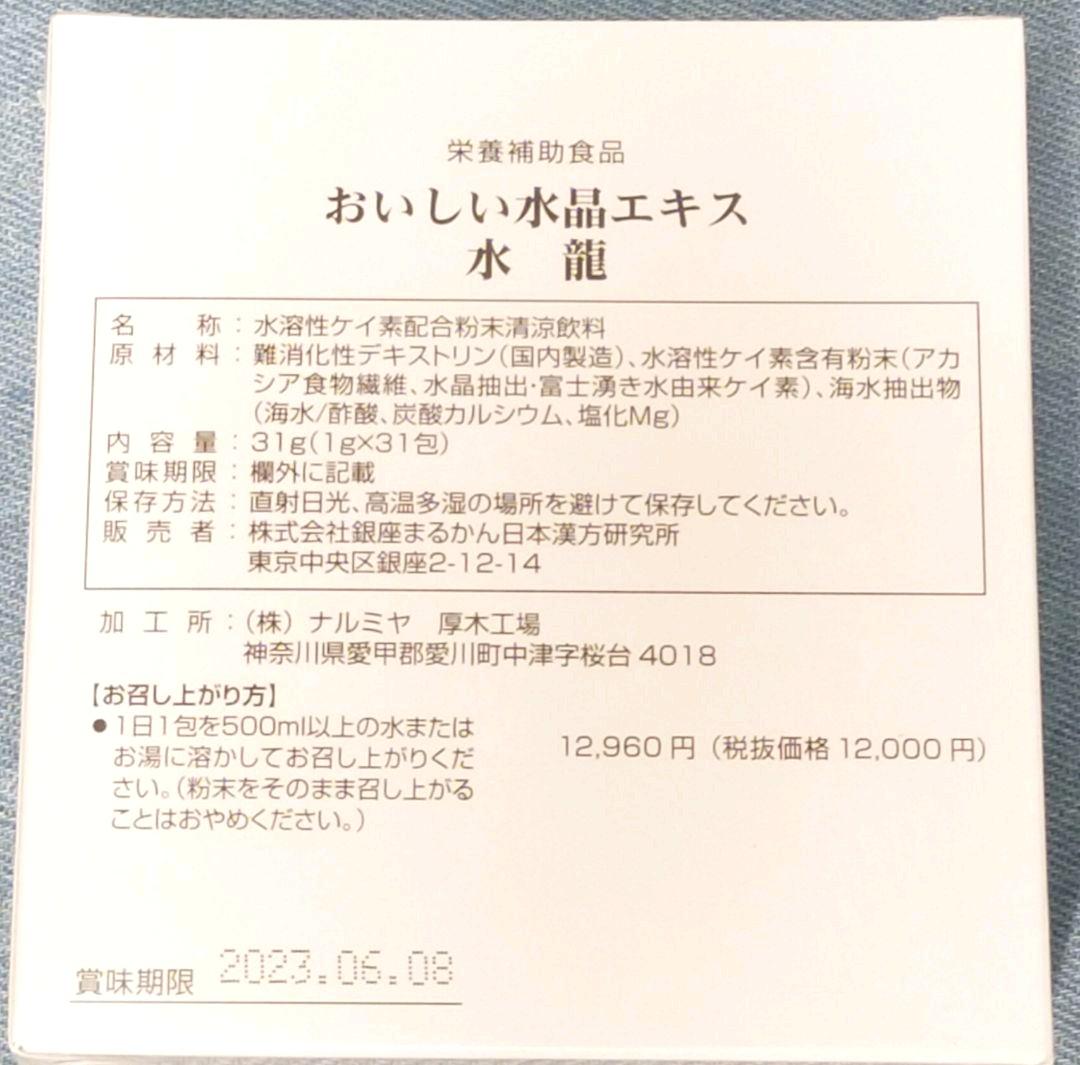 栄養補助食品
おいしい水晶エキス
水 龍
名 称：水溶性ケイ素配合粉末清涼飲料
原材料：難消化性デキストリン（国内製造）、水溶性ケイ素含有粉末（アカ
シア食物繊維、水晶抽出・富士湧き水由来ケイ素）、海水抽出物
（海水/酢酸、炭酸カルシウム、塩化Mg）
内容量：31g（1g×31包）
賞味期限：欄外に記載
保存方法：直射日光、高温多湿の場所を避けて保存してください。
販売者：株式会社銀座まるかん日本漢方研究所
東京中央区銀座2-12-14
加工所：（株）ナルミヤ 厚木工場
神奈川県愛甲郡愛川町中津字桜台 4018
【お召し上がり方】
●1日1包を500ml以上の水または
お湯に溶かしてお召し上がりくだ
さい。（粉末をそのまま召し上がる
ことはおやめください。）
12,960 円（税抜価格 12,000 円）
賞味期限 2023.06.08